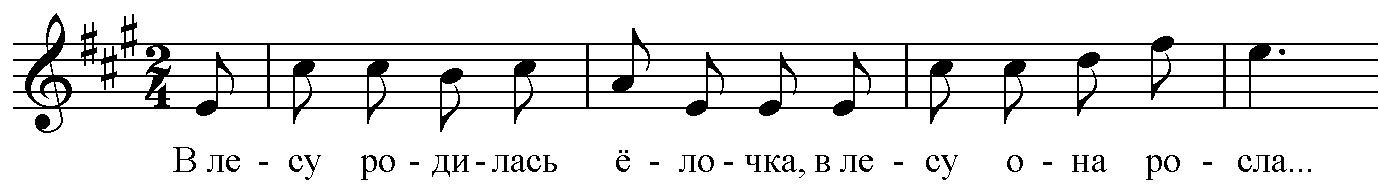 В ле - су ро - ди - лась ё - ло - чка, в ле - су о - на ро - сла...